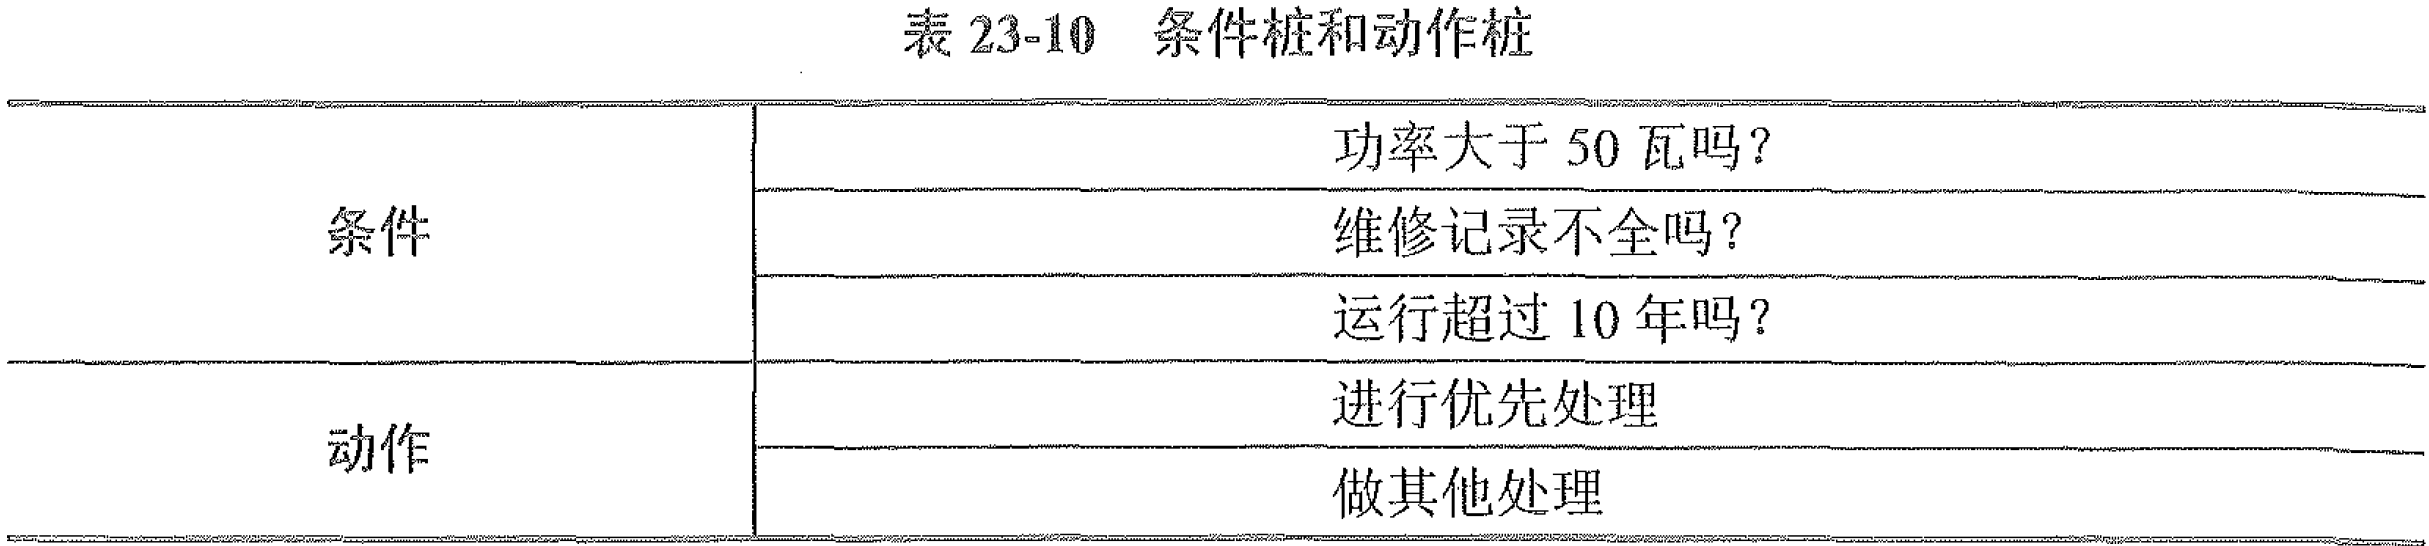 表 23-10 条件桩和动作桩
条件
功率大于 50 瓦吗？
维修记录不全吗？
运行超过 10 年吗？
动作
进行优先处理
做其他处理